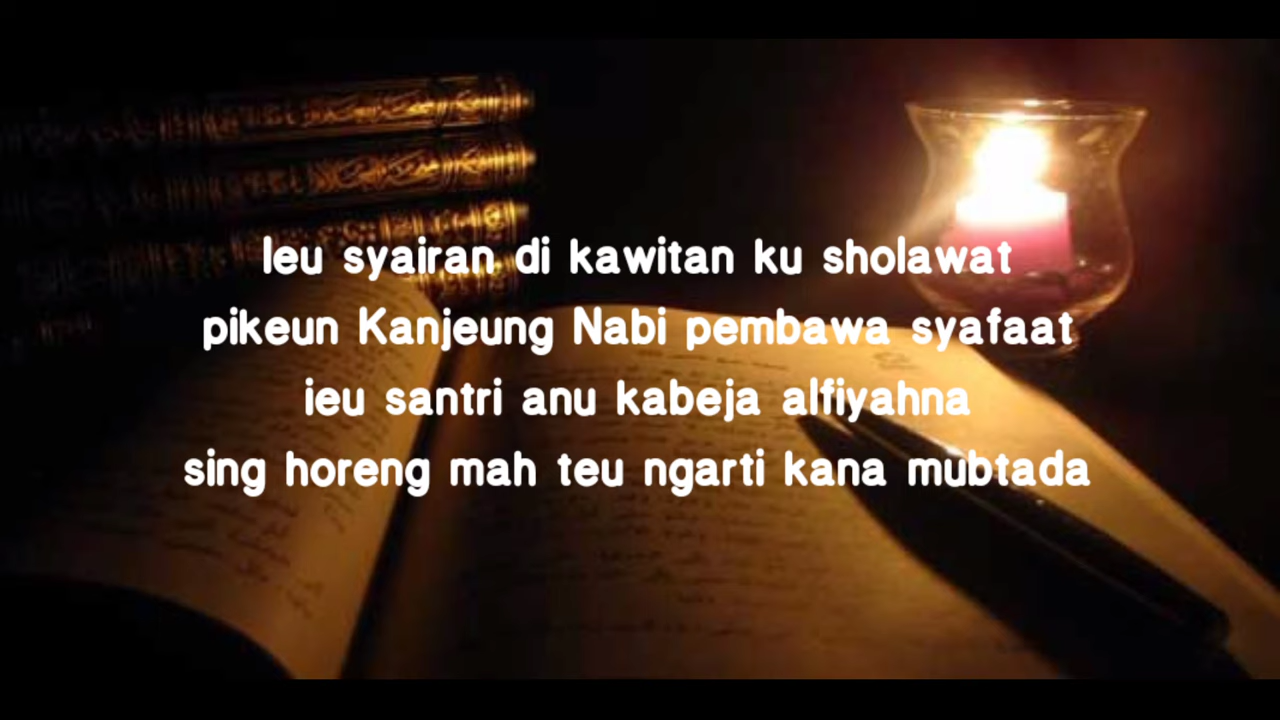 Ieu syairan di kawitan ku sholawat
pikeun Kanjeung Nabi pembawa syafaat
ieu santri anu kabeja alfiyahna
sing horeng mah teu ngarti kana mubtada